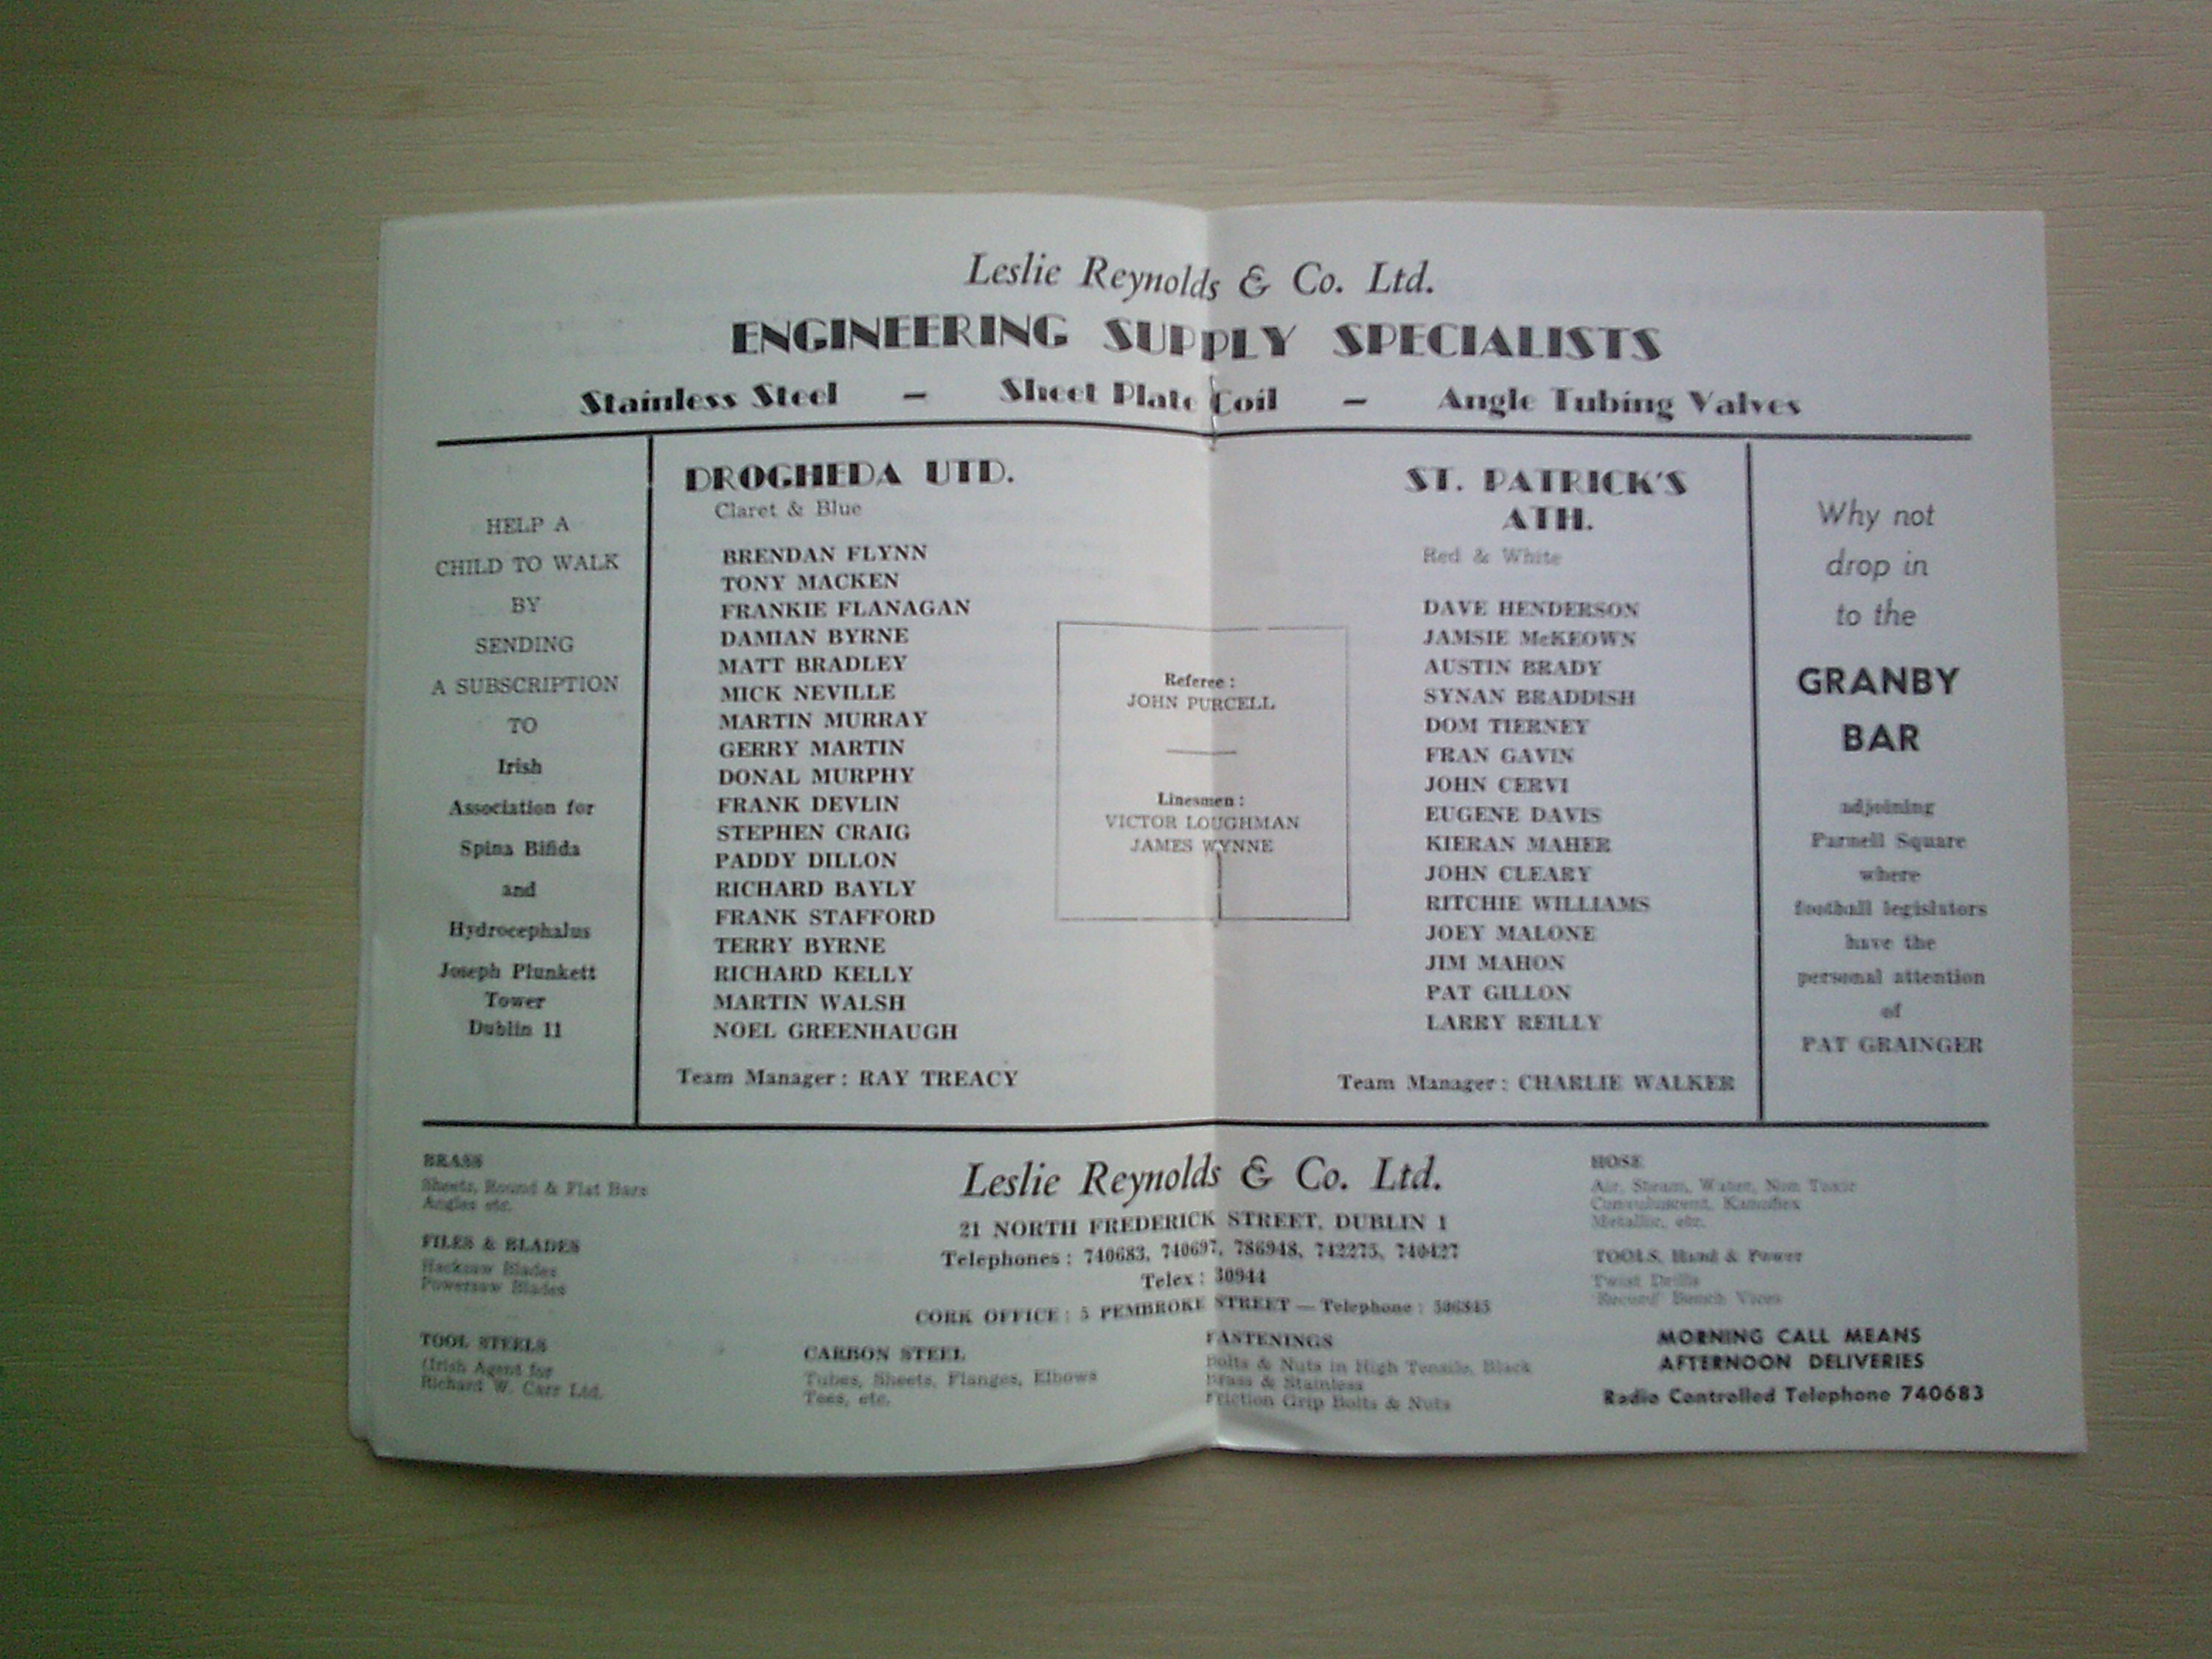 Leslie Reynolds & Co. Ltd.
ENGINEERING SUPPLY SPECIALISTS
Stainless Steel – Sheet Plate Coil – Angle Tubing Valves
HELP A
CHILD TO WALK
BY
SENDING
A SUBSCRIPTION
TO
Irish
Association for
Spina Bifida
and
Hydrocephalus
Joseph Plunkett
Tower
Dublin 11
DROGHEDA UTD.
Claret & Blue
BRENDAN FLYNN
TONY MACKEN
FRANKIE FLANAGAN
DAMIAN BYRNE
MATT BRADLEY
MICK NEVILLE
MARTIN MURRAY
GERRY MARTIN
DONAL MURPHY
FRANK DEVLIN
STEPHEN CRAIG
PADDY DILLON
RICHARD BAYLY
FRANK STAFFORD
TERRY BYRNE
RICHARD KELLY
MARTIN WALSH
NOEL GREENHAUGH
Team Manager: RAY TREACY
Referee:
JOHN PURCELL
Linesmen:
VICTOR LOUGHMAN
JAMES WYNNE
ST. PATRICK'S
ATH.
Red & White
DAVE HENDERSON
JAMSIE McKEOWN
AUSTIN BRADY
SYNAN BRADDISH
DOM TIERNEY
FRAN GAVIN
JOHN CERVI
EUGENE DAVIS
KIERAN MAHER
JOHN CLEARY
RITCHIE WILLIAMS
JOEY MALONE
JIM MAHON
PAT GILLON
LARRY REILLY
Team Manager: CHARLIE WALKER
Why not
drop in
to the
GRANBY
BAR
adjoining
Parnell Square
where
football legislators
have the
personal attention
of
PAT GRAINGER
BRASS
Sheets, Round & Flat Bars
Angles etc.
FILES & BLADES
Hacksaw Blades
Powersaw Blades
TOOL STEELS
(Irish Agent for
Richard W. Carr Ltd.
Leslie Reynolds & Co. Ltd.
21 NORTH FREDERICK STREET, DUBLIN 1
Telephones: 740683, 740697, 786948, 742275, 740427
Telex: 30944
CORK OFFICE: 5 PEMBROKE STREET — Telephone:
CARBON STEEL
Tubes, Sheets, Flanges, Elbows
Tees, etc.
FASTENINGS
Bolts & Nuts in High Tensile, Black
Brass & Stainless
Friction Grip Bolts & Nuts
HOSE
Air, Steam, Water, Non Toxic
Metallic, etc.
TOOLS, Hand & Power
Twist Drills
Record Bench Vices
MORNING CALL MEANS
AFTERNOON DELIVERIES
Radio Controlled Telephone 740683